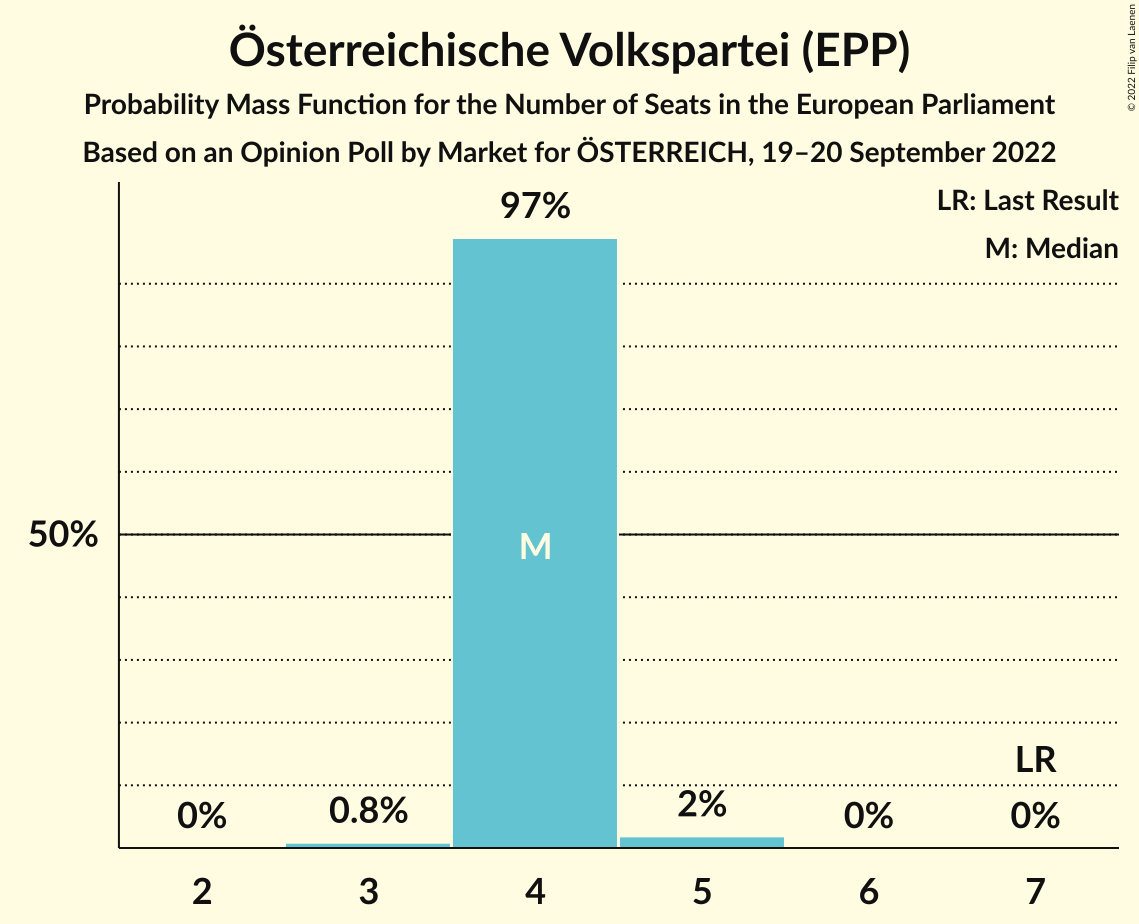 Österreichische Volkspartei (EPP)
Probability Mass Function for the Number of Seats in the European Parliament
Based on an Opinion Poll by Market for ÖSTERREICH, 19–20 September 2022
© 2022 Filip van Laenen
LR: Last Result
M: Median
97%
50%
M
LR
0%
0.8%
2%
0%
0%
2
3
4
5
6
7